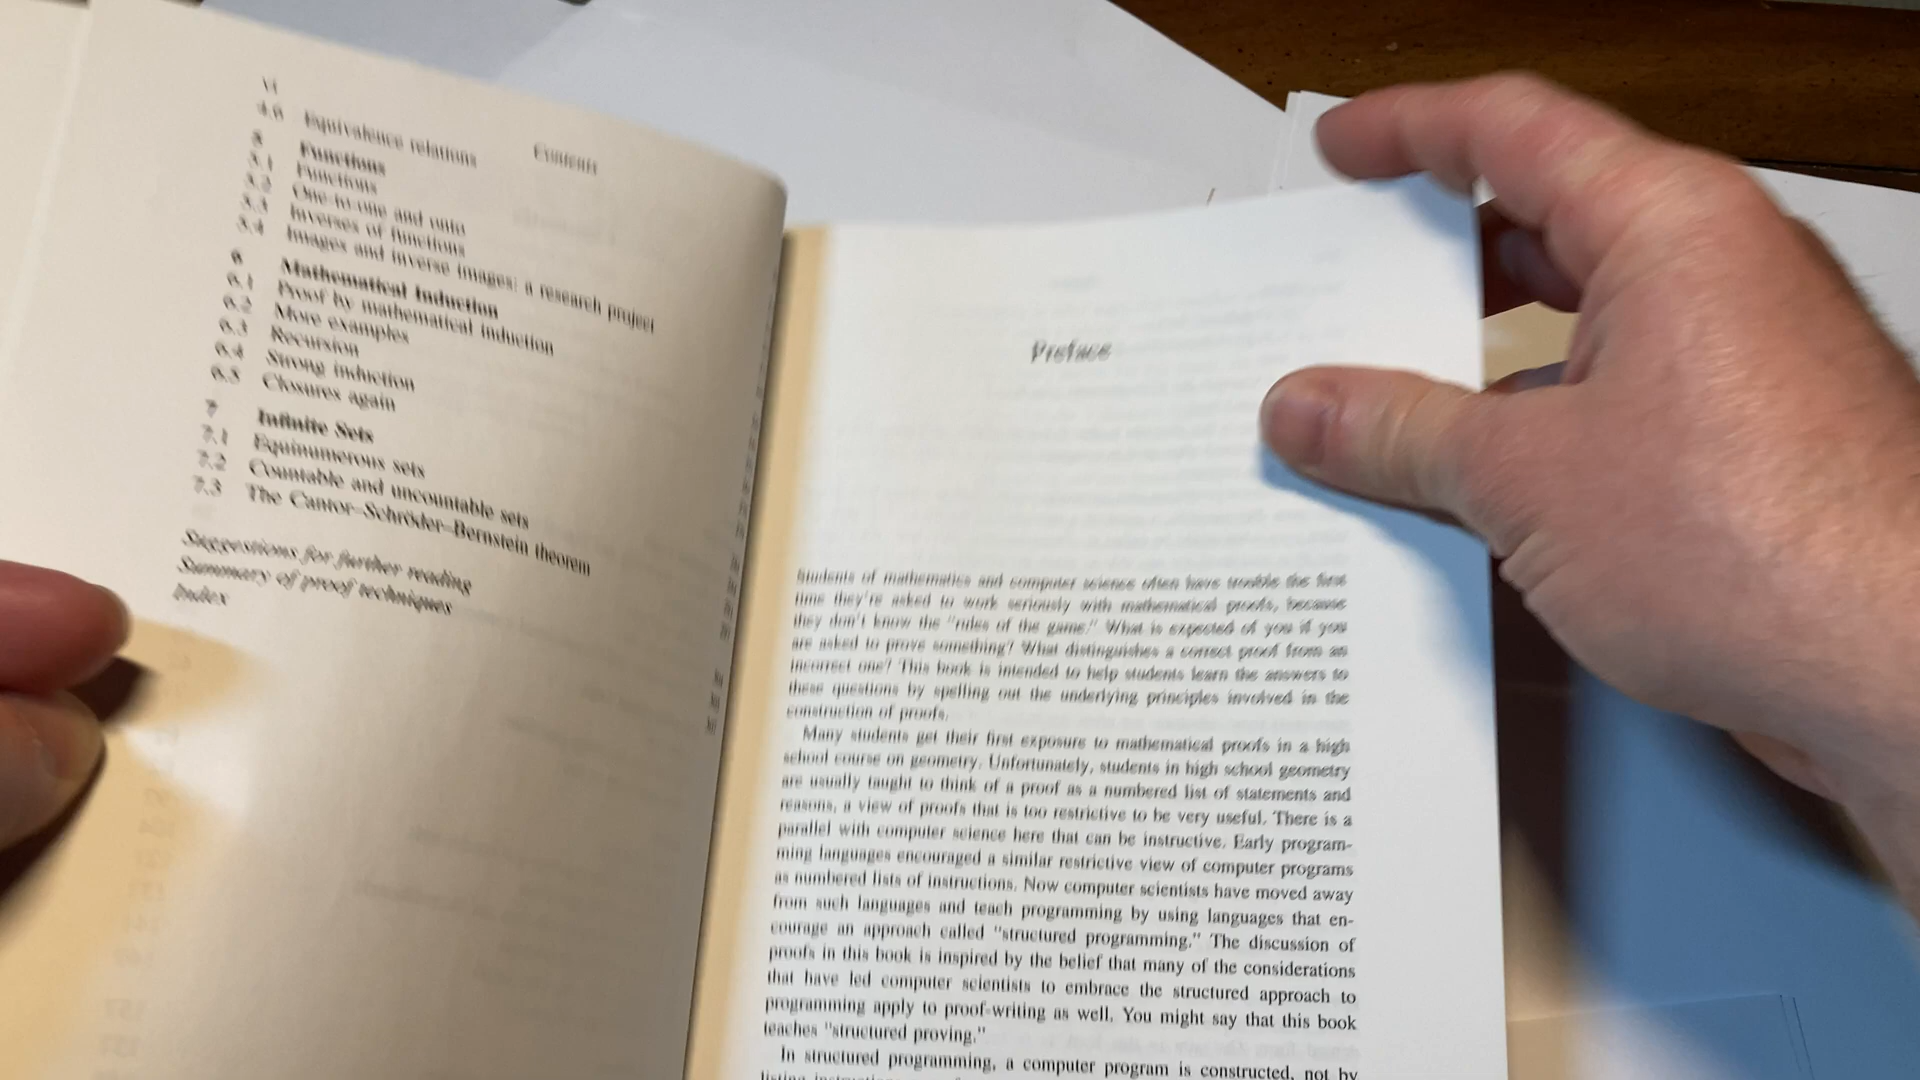 vi
Contents
4.6 Equivalence relations
5 Functions
5.1 Functions
5.2 One-to-one and onto
5.3 Inverses of functions
5.4 Images and inverse images: a research project
6 Mathematical Induction
6.1 Proof by mathematical induction
6.2 More examples
6.3 Recursion
6.4 Strong induction
6.5 Closures again
7 Infinite Sets
7.1 Equinumerous sets
7.2 Countable and uncountable sets
7.3 The Cantor–Schröder–Bernstein theorem
Suggestions for further reading
Summary of proof techniques
Index
Preface
Students of mathematics and computer science often have trouble the first
time they're asked to work seriously with mathematical proofs, because
they don't know the "rules of the game." What is expected of you if you
are asked to prove something? What distinguishes a correct proof from an
incorrect one? This book is intended to help students learn the answers to
these questions by spelling out the underlying principles involved in the
construction of proofs.
Many students get their first exposure to mathematical proofs in a high
school course on geometry. Unfortunately, students in high school geometry
are usually taught to think of a proof as a numbered list of statements and
reasons, a view of proofs that is too restrictive to be very useful. There is a
parallel with computer science here that can be instructive. Early program-
ming languages encouraged a similar restrictive view of computer programs
as numbered lists of instructions. Now computer scientists have moved away
from such languages and teach programming by using languages that en-
courage an approach called "structured programming." The discussion of
proofs in this book is inspired by the belief that many of the considerations
that have led computer scientists to embrace the structured approach to
programming apply to proof-writing as well. You might say that this book
teaches "structured proving."
In structured programming, a computer program is constructed, not by